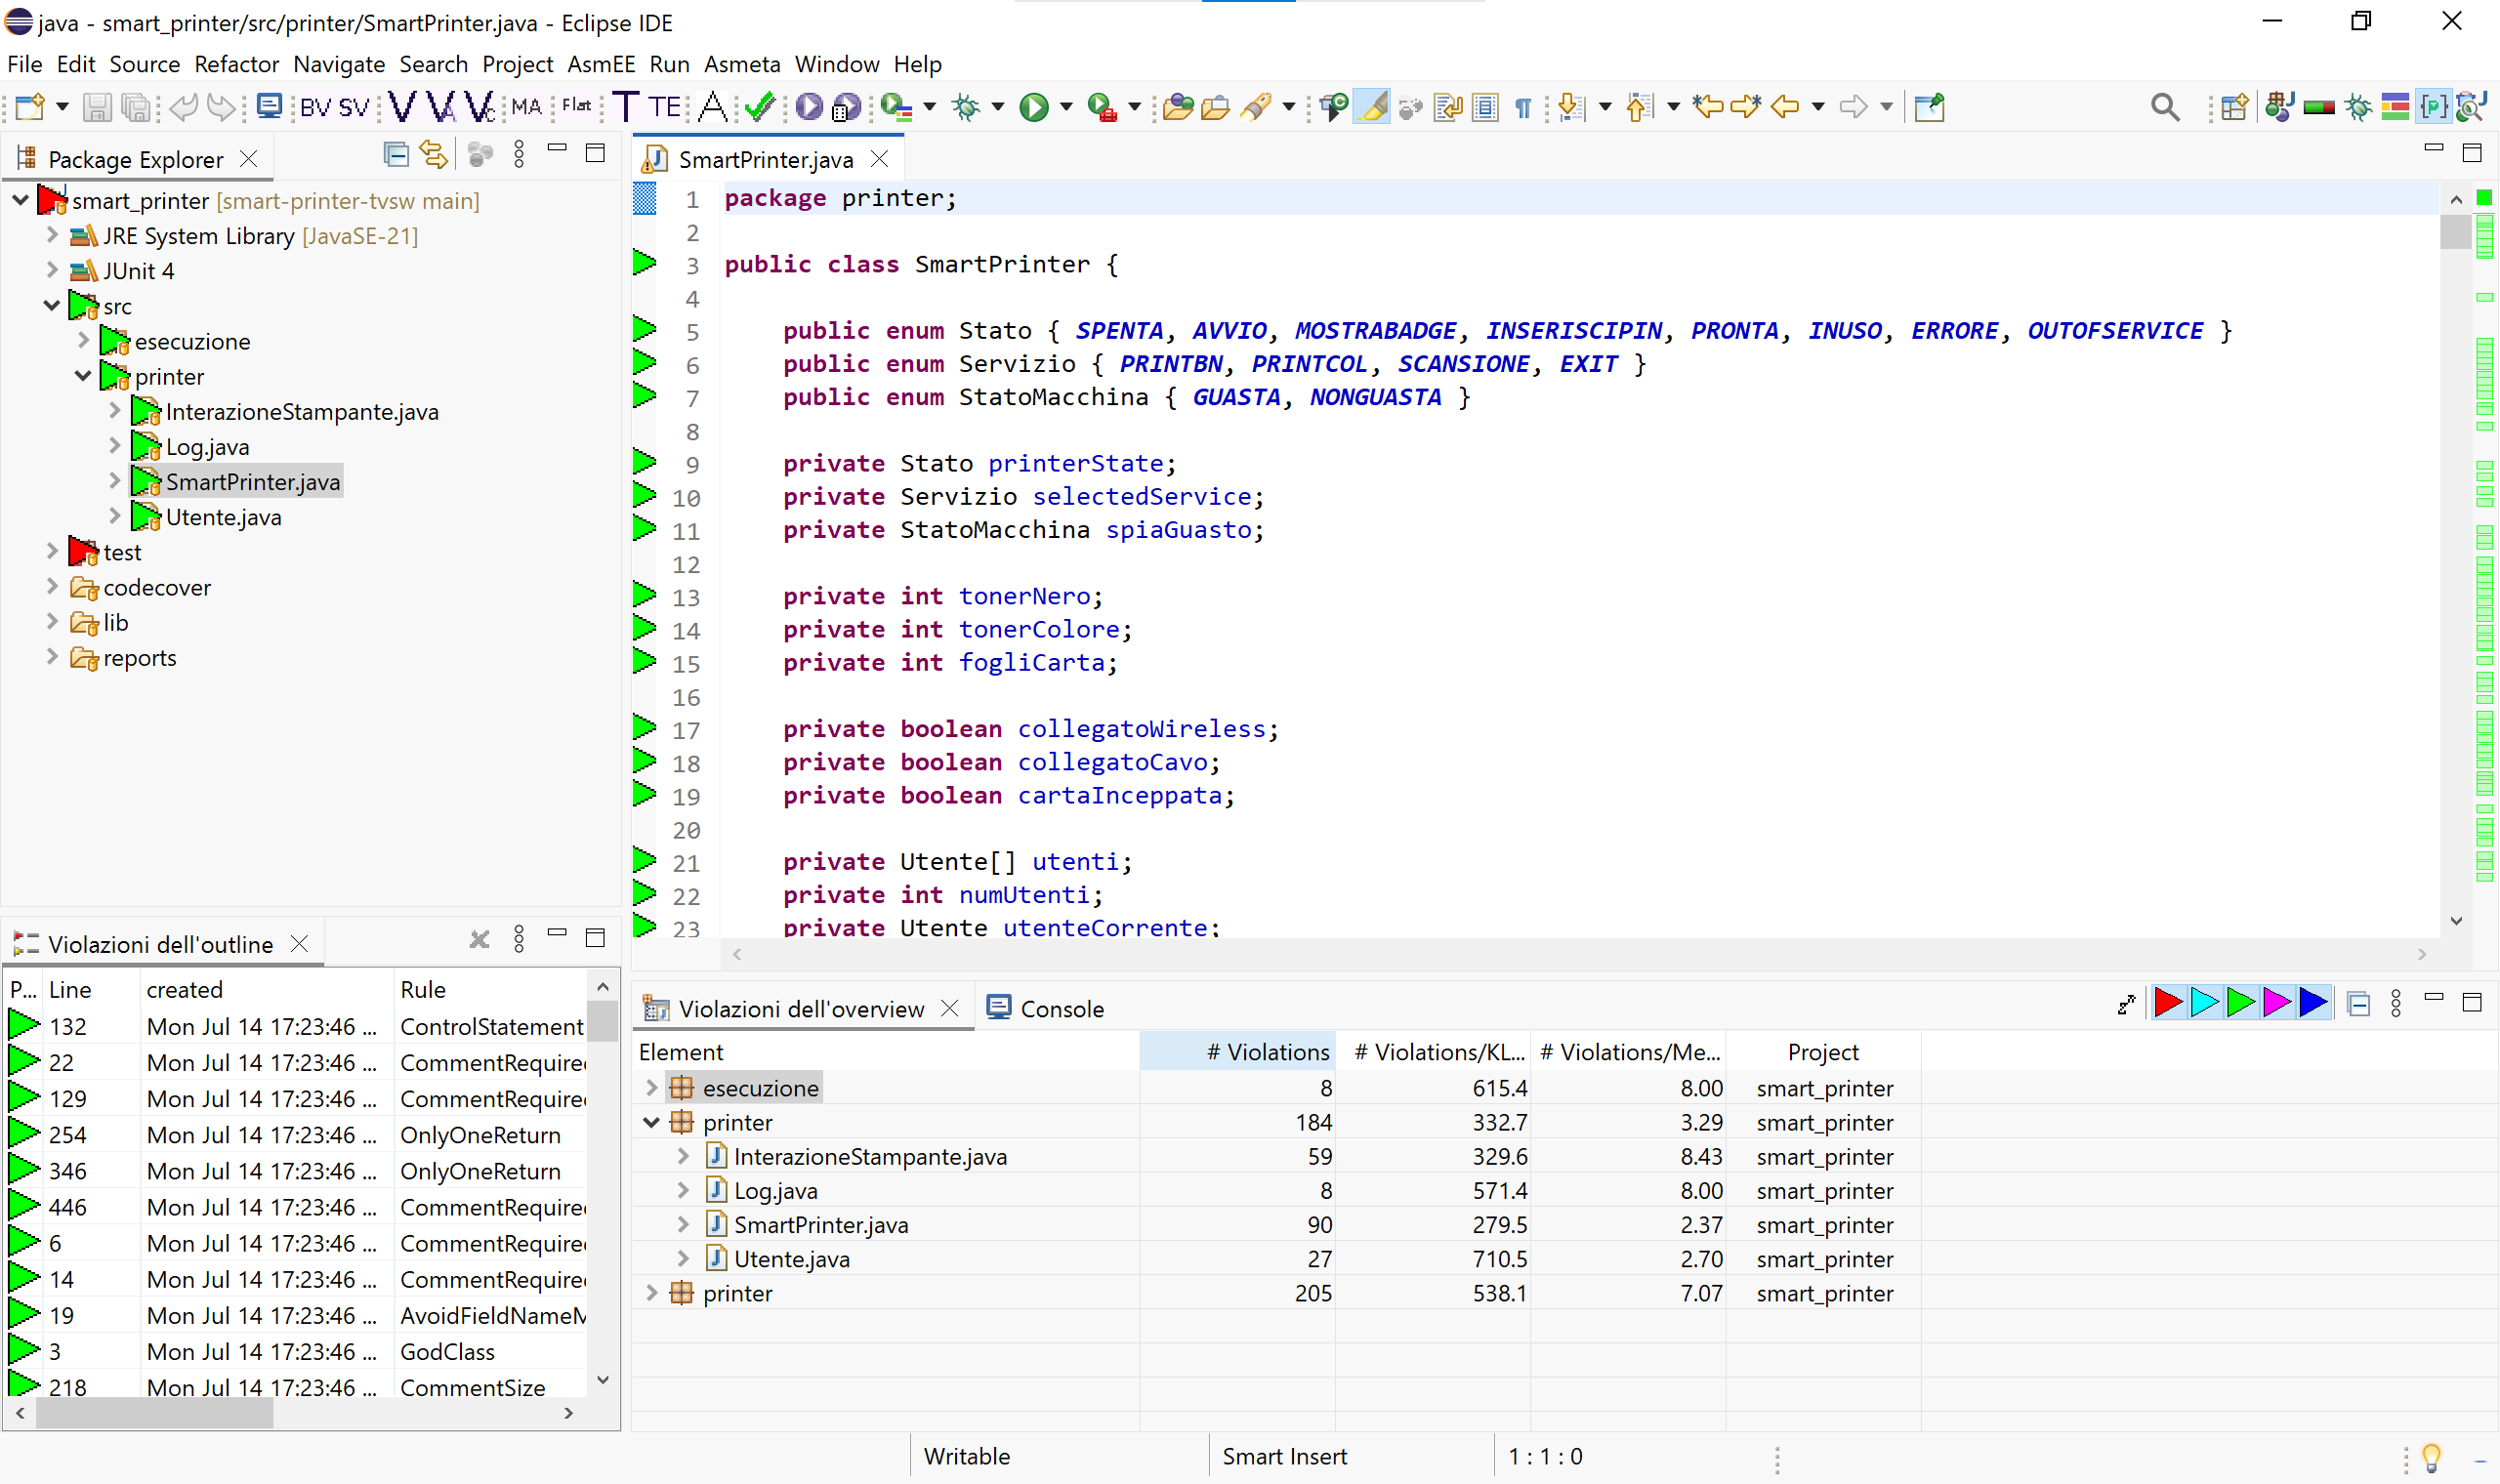 java - smart_printer/src/printer/SmartPrinter.java - Eclipse IDE
File Edit Source Refactor Navigate Search Project AsmEE Run Asmeta Window Help
BV SV V VA Vc MA Flat T TE A
Package Explorer
smart_printer [smart-printer-tvsw main]
JRE System Library [JavaSE-21]
JUnit 4
src
esecuzione
printer
InterazioneStampante.java
Log.java
SmartPrinter.java
Utente.java
test
codecover
lib
reports
SmartPrinter.java
1 package printer;
2
3 public class SmartPrinter {
4
5 public enum Stato { SPENTA, AVVIO, MOSTRABADGE, INSERISCIPIN, PRONTA, INUSO, ERRORE, OUTOFSERVICE }
6 public enum Servizio { PRINTBN, PRINTCOL, SCANSIONE, EXIT }
7 public enum StatoMacchina { GUASTA, NONGUASTA }
8
9 private Stato printerState;
10 private Servizio selectedService;
11 private StatoMacchina spiaGuasto;
12
13 private int tonerNero;
14 private int tonerColore;
15 private int fogliCarta;
16
17 private boolean collegatoWireless;
18 private boolean collegatoCavo;
19 private boolean cartaInceppata;
20
21 private Utente[] utenti;
22 private int numUtenti;
23 private Utente utenteCorrente;
Violazioni dell'outline
P... Line created Rule
132 Mon Jul 14 17:23:46 ... ControlStatement
22 Mon Jul 14 17:23:46 ... CommentRequire
129 Mon Jul 14 17:23:46 ... CommentRequire
254 Mon Jul 14 17:23:46 ... OnlyOneReturn
346 Mon Jul 14 17:23:46 ... OnlyOneReturn
446 Mon Jul 14 17:23:46 ... CommentRequire
6 Mon Jul 14 17:23:46 ... CommentRequire
14 Mon Jul 14 17:23:46 ... CommentRequire
19 Mon Jul 14 17:23:46 ... AvoidFieldNameM
3 Mon Jul 14 17:23:46 ... GodClass
218 Mon Jul 14 17:23:46 ... CommentSize
Violazioni dell'overview Console
Element # Violations # Violations/KL... # Violations/Me... Project
esecuzione 8 615.4 8.00 smart_printer
printer 184 332.7 3.29 smart_printer
InterazioneStampante.java 59 329.6 8.43 smart_printer
Log.java 8 571.4 8.00 smart_printer
SmartPrinter.java 90 279.5 2.37 smart_printer
Utente.java 27 710.5 2.70 smart_printer
printer 205 538.1 7.07 smart_printer
Writable Smart Insert 1 : 1 : 0